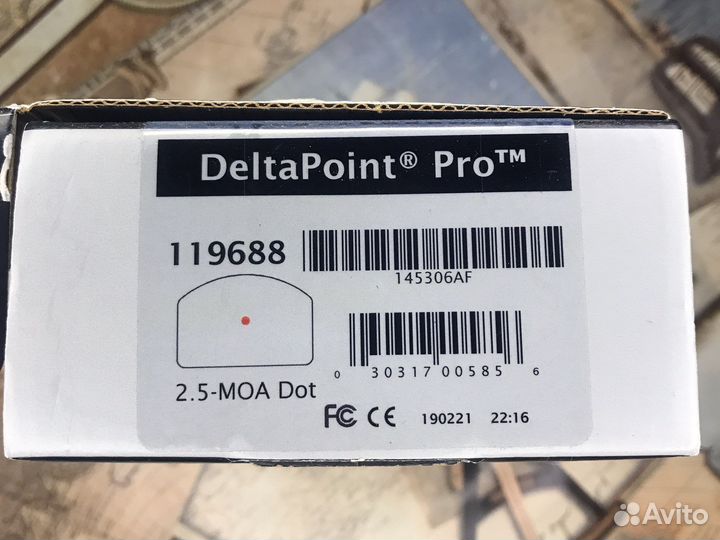 DeltaPoint® Pro™
119688
145306AF
0 30317 00585 6
2.5-MOA Dot
FC CE 190221 22:16
Avito